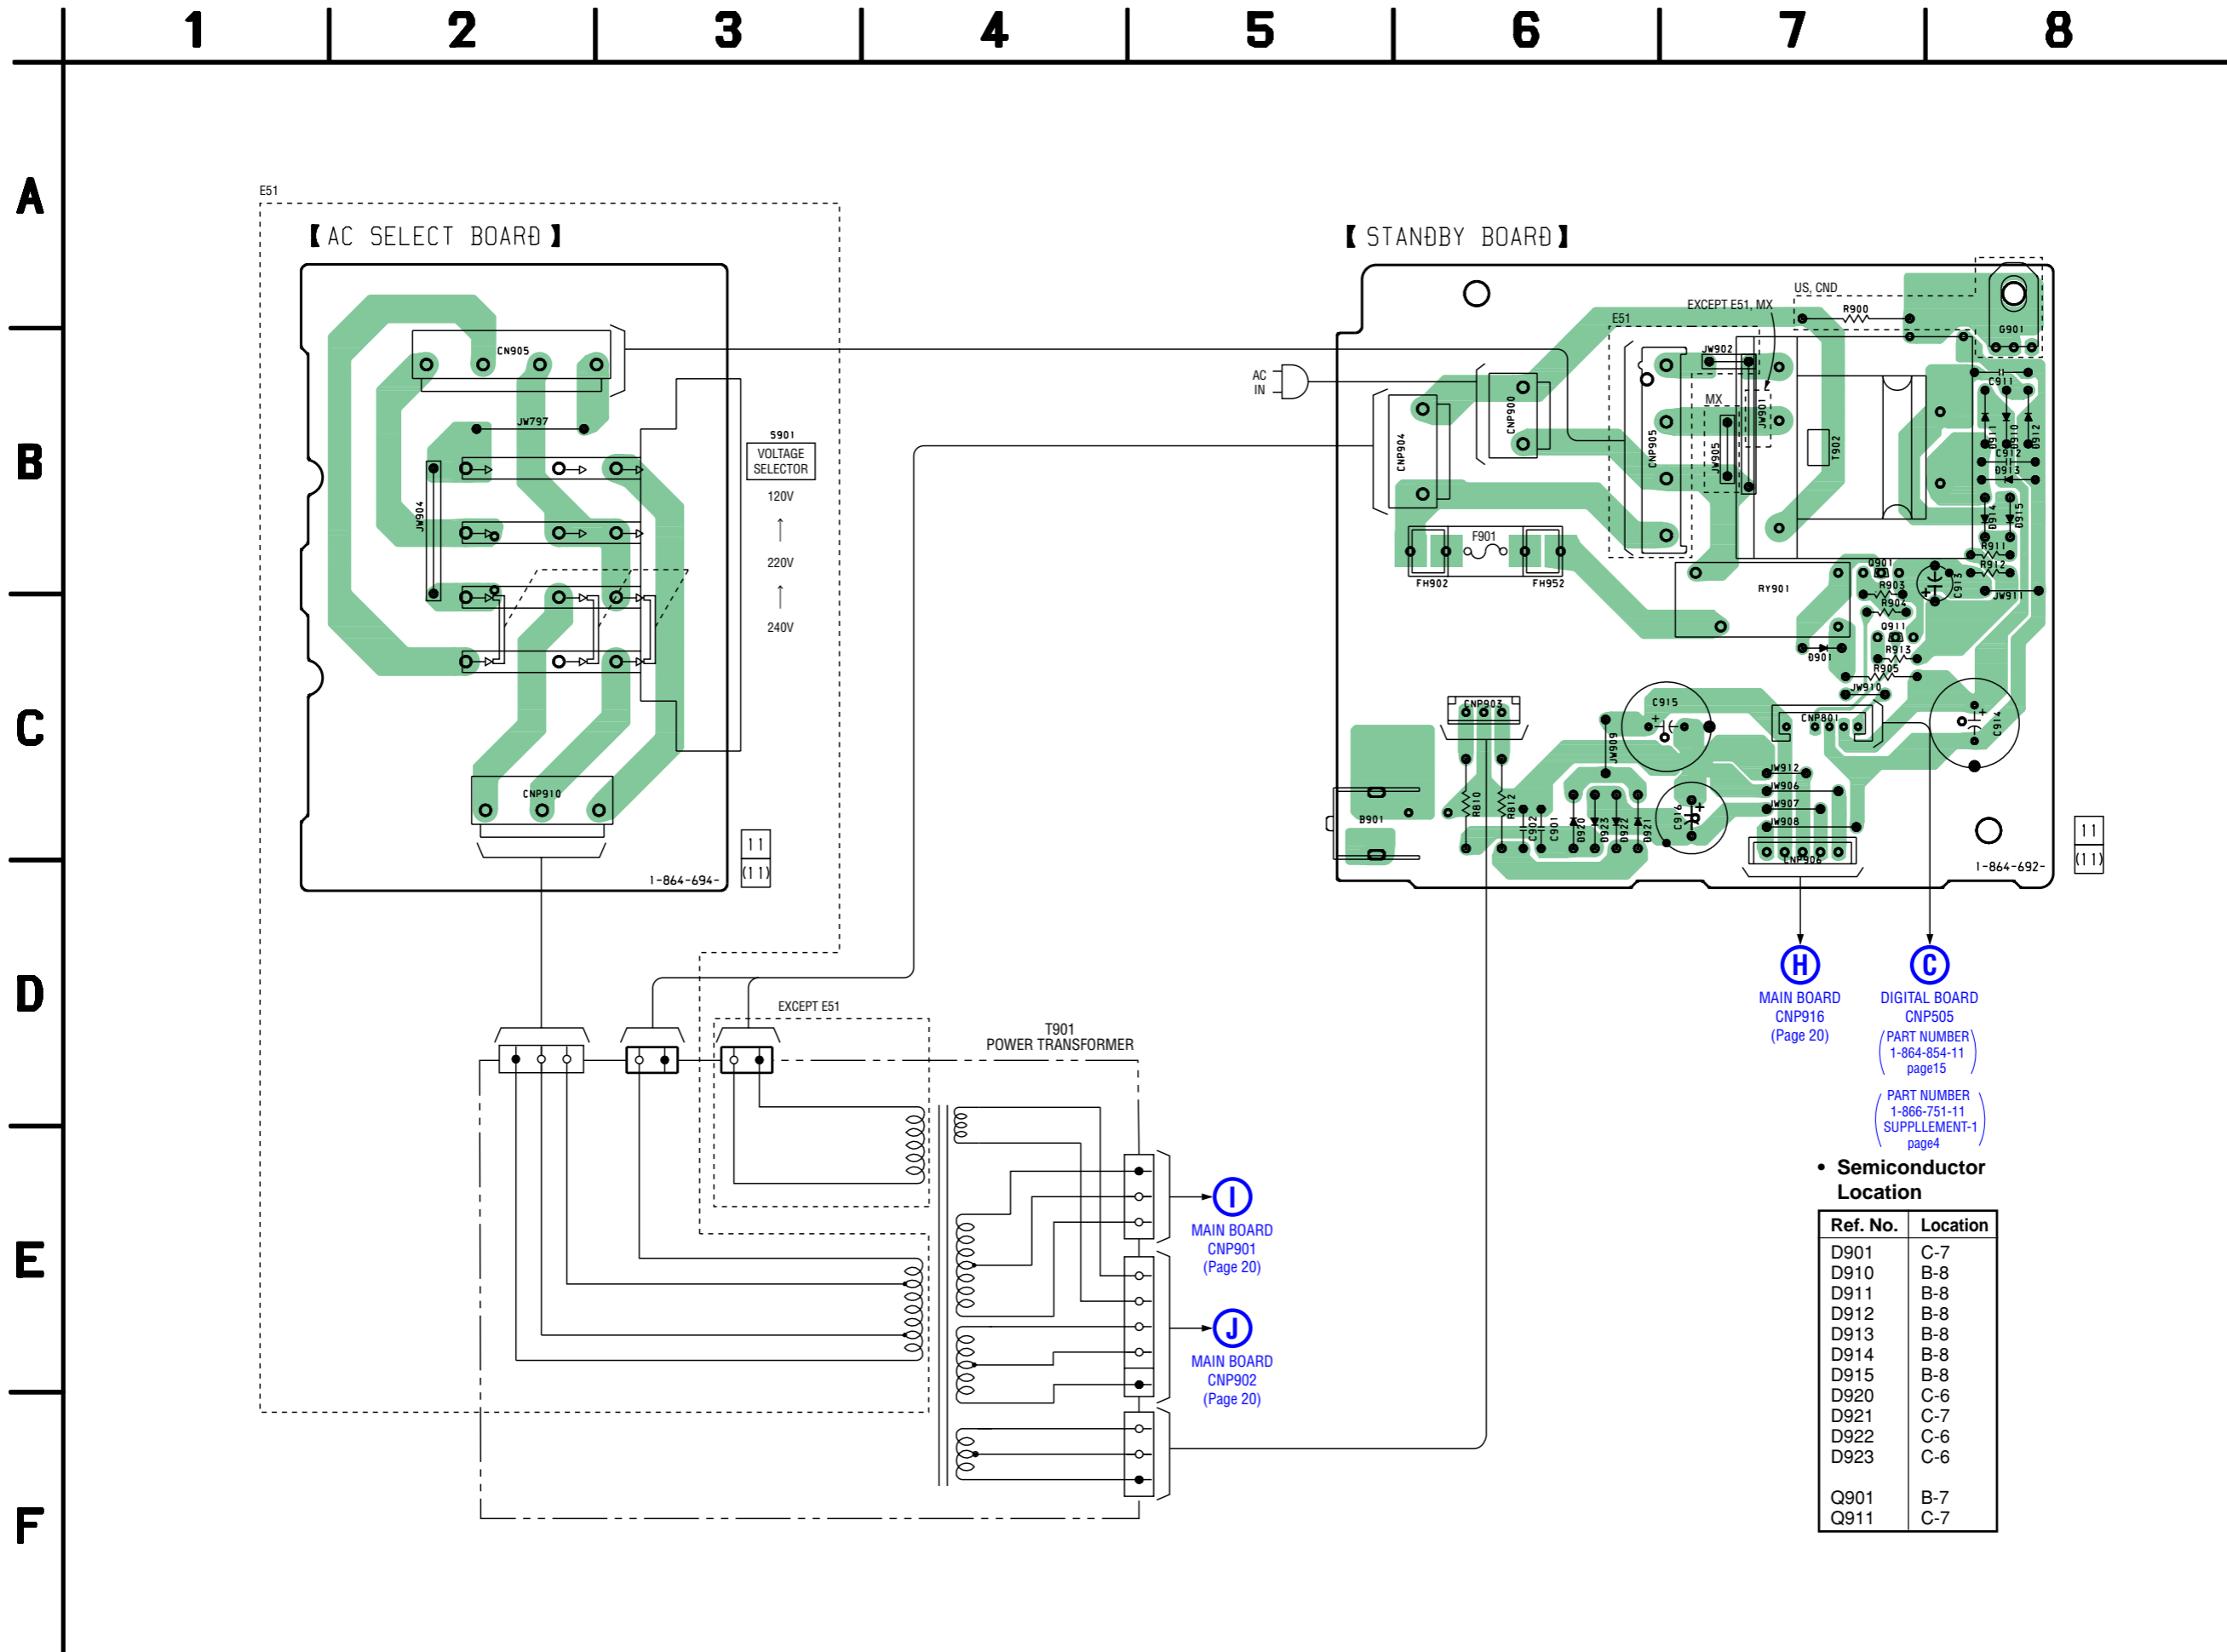 1 2 3 4 5 6 7 8
A
B
C
D
E
F
E51
【AC SELECT BOARD】
CN905
JW797
JW904
S901
VOLTAGE
SELECTOR
120V
220V
240V
CNP910
11
(11)
1-864-694-
【STANDBY BOARD】
US, CND
EXCEPT E51, MX
R900
E51
G901
JW902
C911
AC
IN
CNP900
MX
JW901
CNP904
CNP905
JW905
T902
D911
D910
D912
C912
D913
D914
D915
F901
R911
FH902
FH952
RY901
Q901
R903
C913
R912
JW911
R904
Q911
D901
R913
R905
JW910
CNP903
C915
CNP801
C914
JW909
JW912
JW906
JW907
JW908
B901
R810
R812
C902
C901
D920
D923
D922
D921
C916
CNP906
1-864-692-
11
(11)
H
MAIN BOARD
CNP916
(Page 20)
C
DIGITAL BOARD
CNP505
(PART NUMBER
1-864-854-11
page15)
(PART NUMBER
1-866-751-11
SUPPLLEMENT-1
page4)
EXCEPT E51
T901
POWER TRANSFORMER
I
MAIN BOARD
CNP901
(Page 20)
J
MAIN BOARD
CNP902
(Page 20)
• Semiconductor
Location
Ref. No. Location
D901 C-7
D910 B-8
D911 B-8
D912 B-8
D913 B-8
D914 B-8
D915 B-8
D920 C-6
D921 C-7
D922 C-6
D923 C-6
Q901 B-7
Q911 C-7